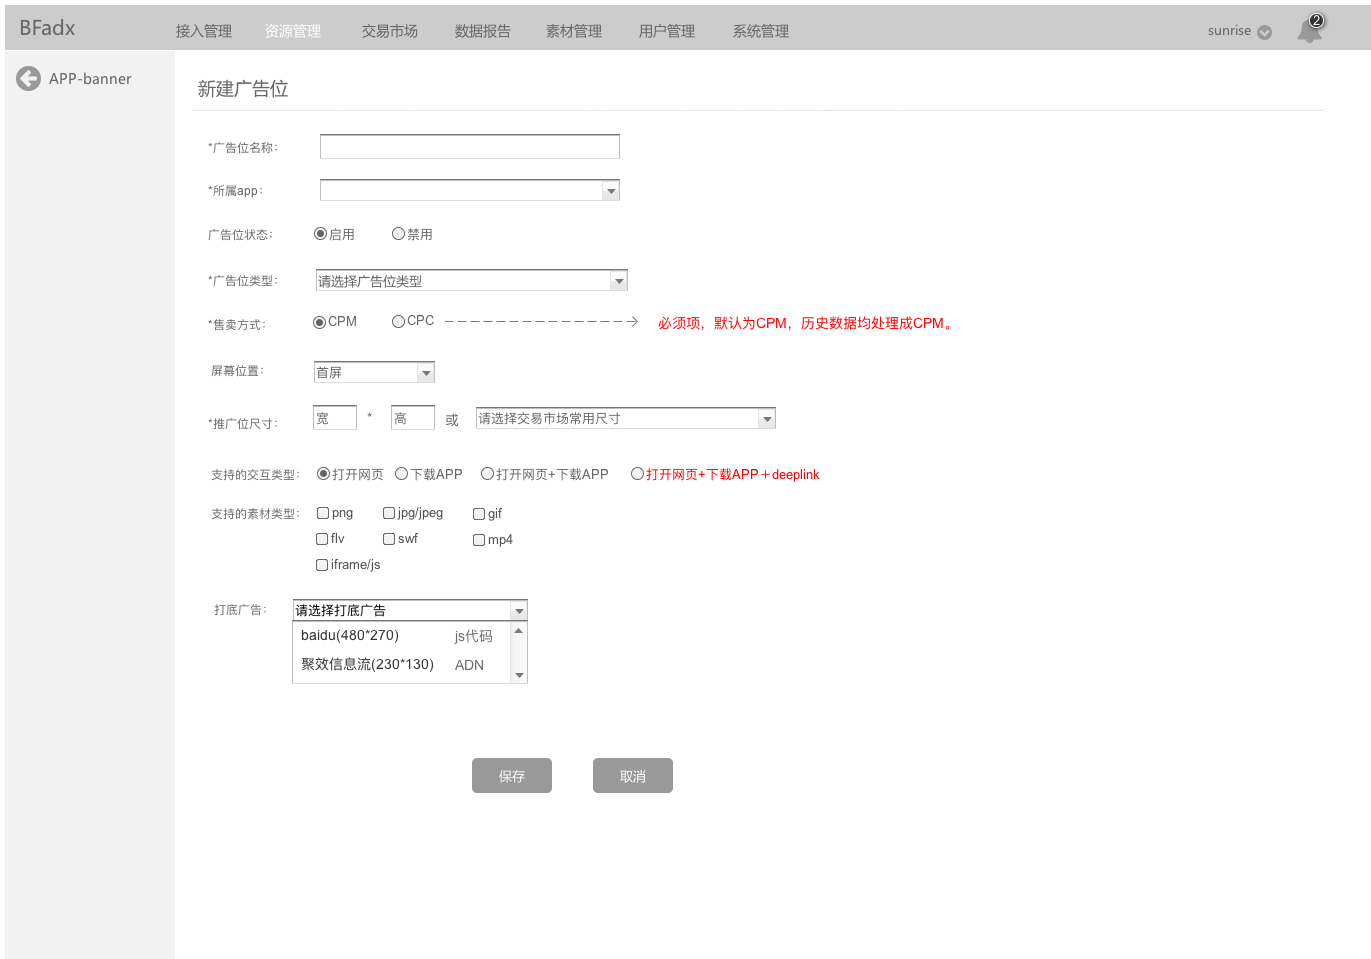 BFadx 接入管理 资源管理 交易市场 数据报告 素材管理 用户管理 系统管理 sunrise 2
APP-banner
新建广告位
*广告位名称：
*所属app：
广告位状态： 启用 禁用
*广告位类型： 请选择广告位类型
*售卖方式： CPM CPC 必须项，默认为CPM，历史数据均处理成CPM。
屏幕位置： 首屏
*推广位尺寸： 宽 * 高 或 请选择交易市场常用尺寸
支持的交互类型： 打开网页 下载APP 打开网页+下载APP 打开网页+下载APP＋deeplink
支持的素材类型： png jpg/jpeg gif
flv swf mp4
iframe/js
打底广告： 请选择打底广告
baidu(480*270) js代码
聚效信息流(230*130) ADN
保存 取消